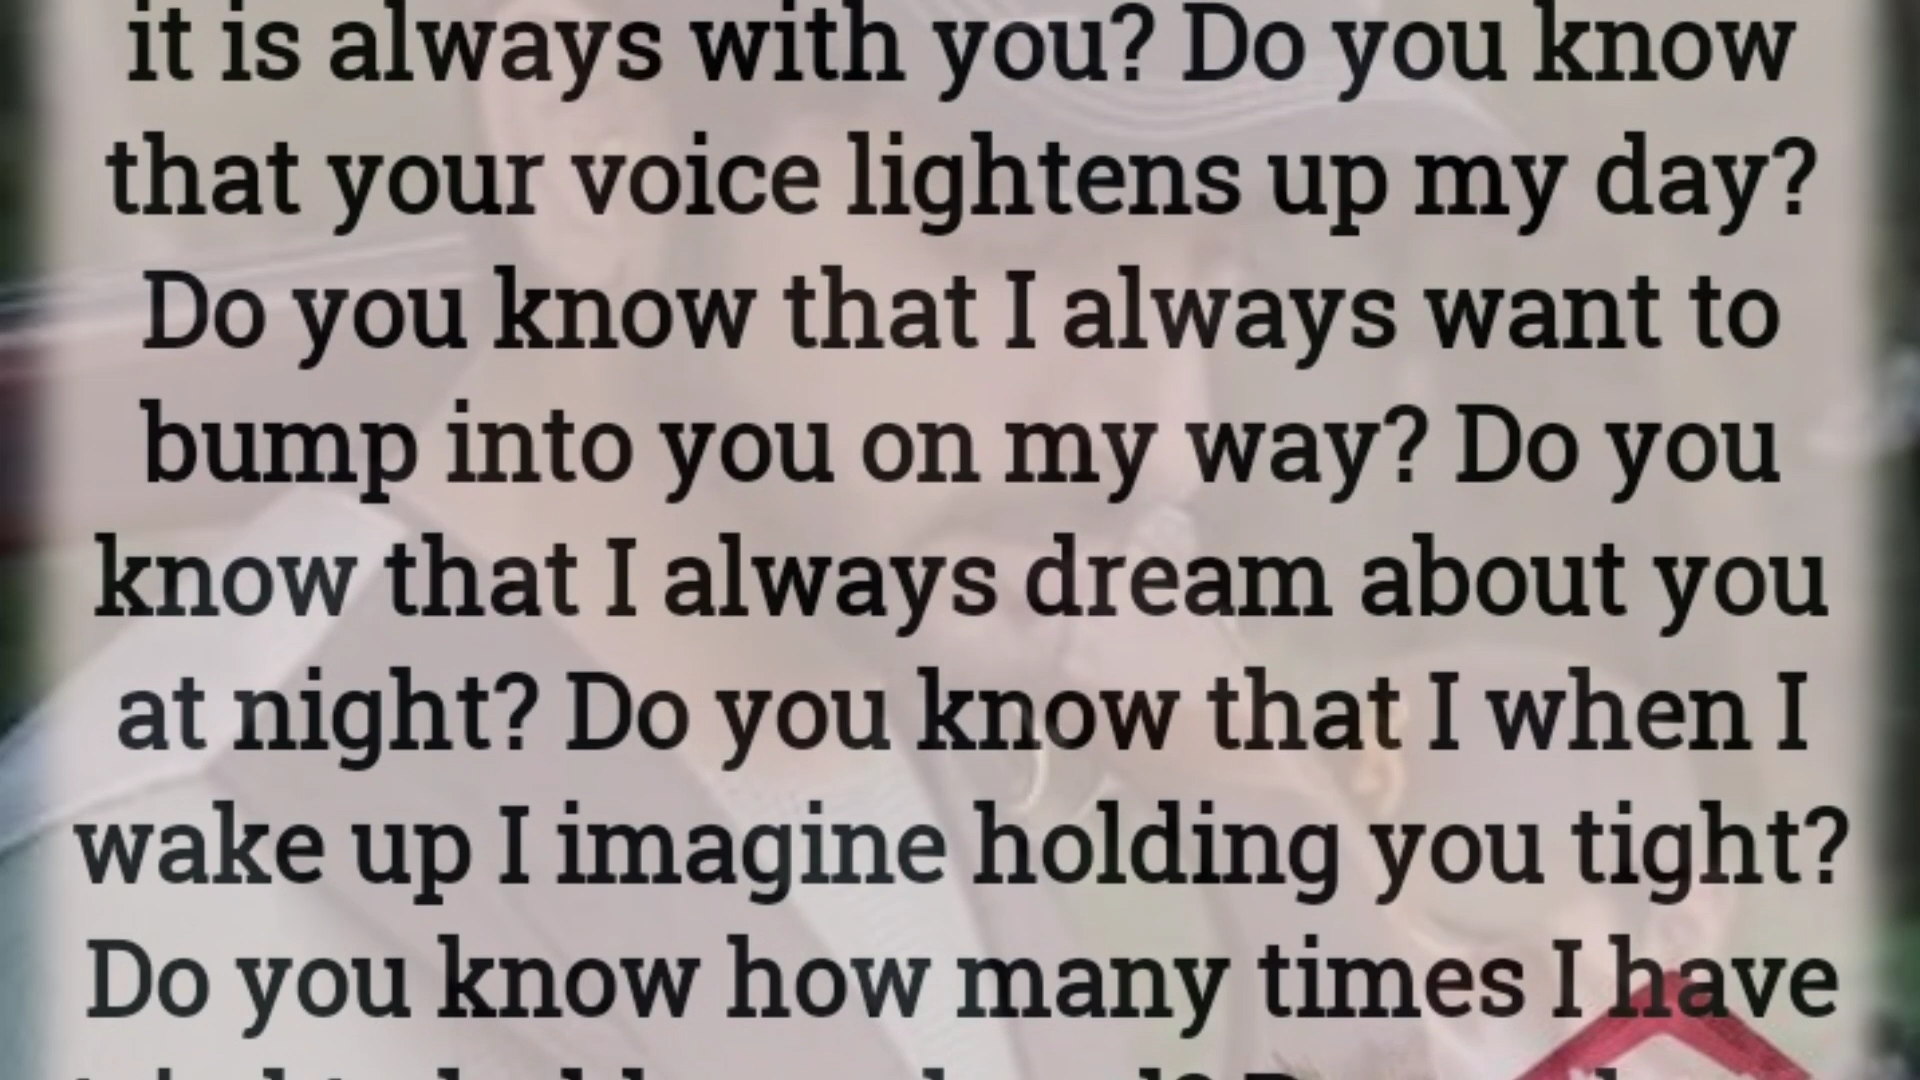 it is always with you? Do you know
that your voice lightens up my day?
Do you know that I always want to
bump into you on my way? Do you
know that I always dream about you
at night? Do you know that I when I
wake up I imagine holding you tight?
Do you know how many times I have